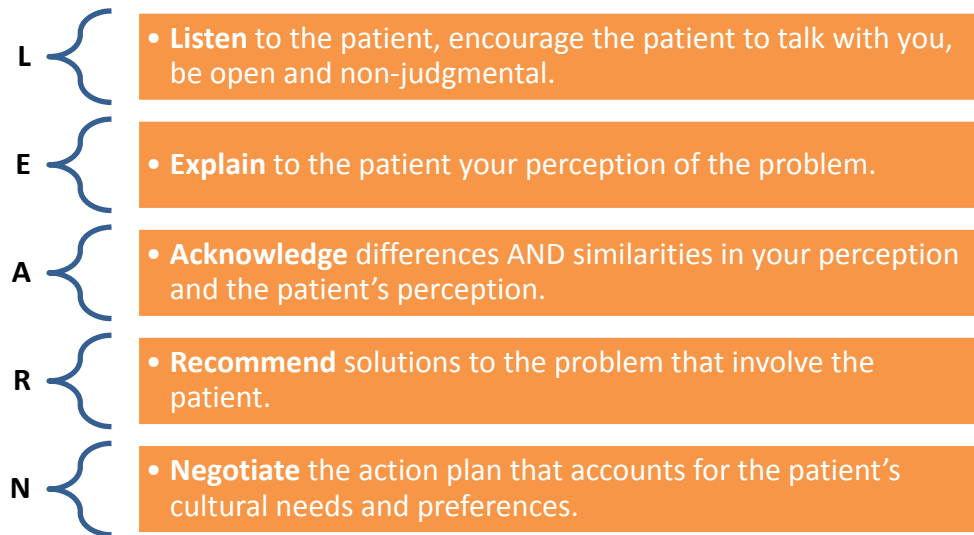 L
• Listen to the patient, encourage the patient to talk with you,
be open and non-judgmental.
E
• Explain to the patient your perception of the problem.
A
• Acknowledge differences AND similarities in your perception
and the patient’s perception.
R
• Recommend solutions to the problem that involve the
patient.
N
• Negotiate the action plan that accounts for the patient’s
cultural needs and preferences.